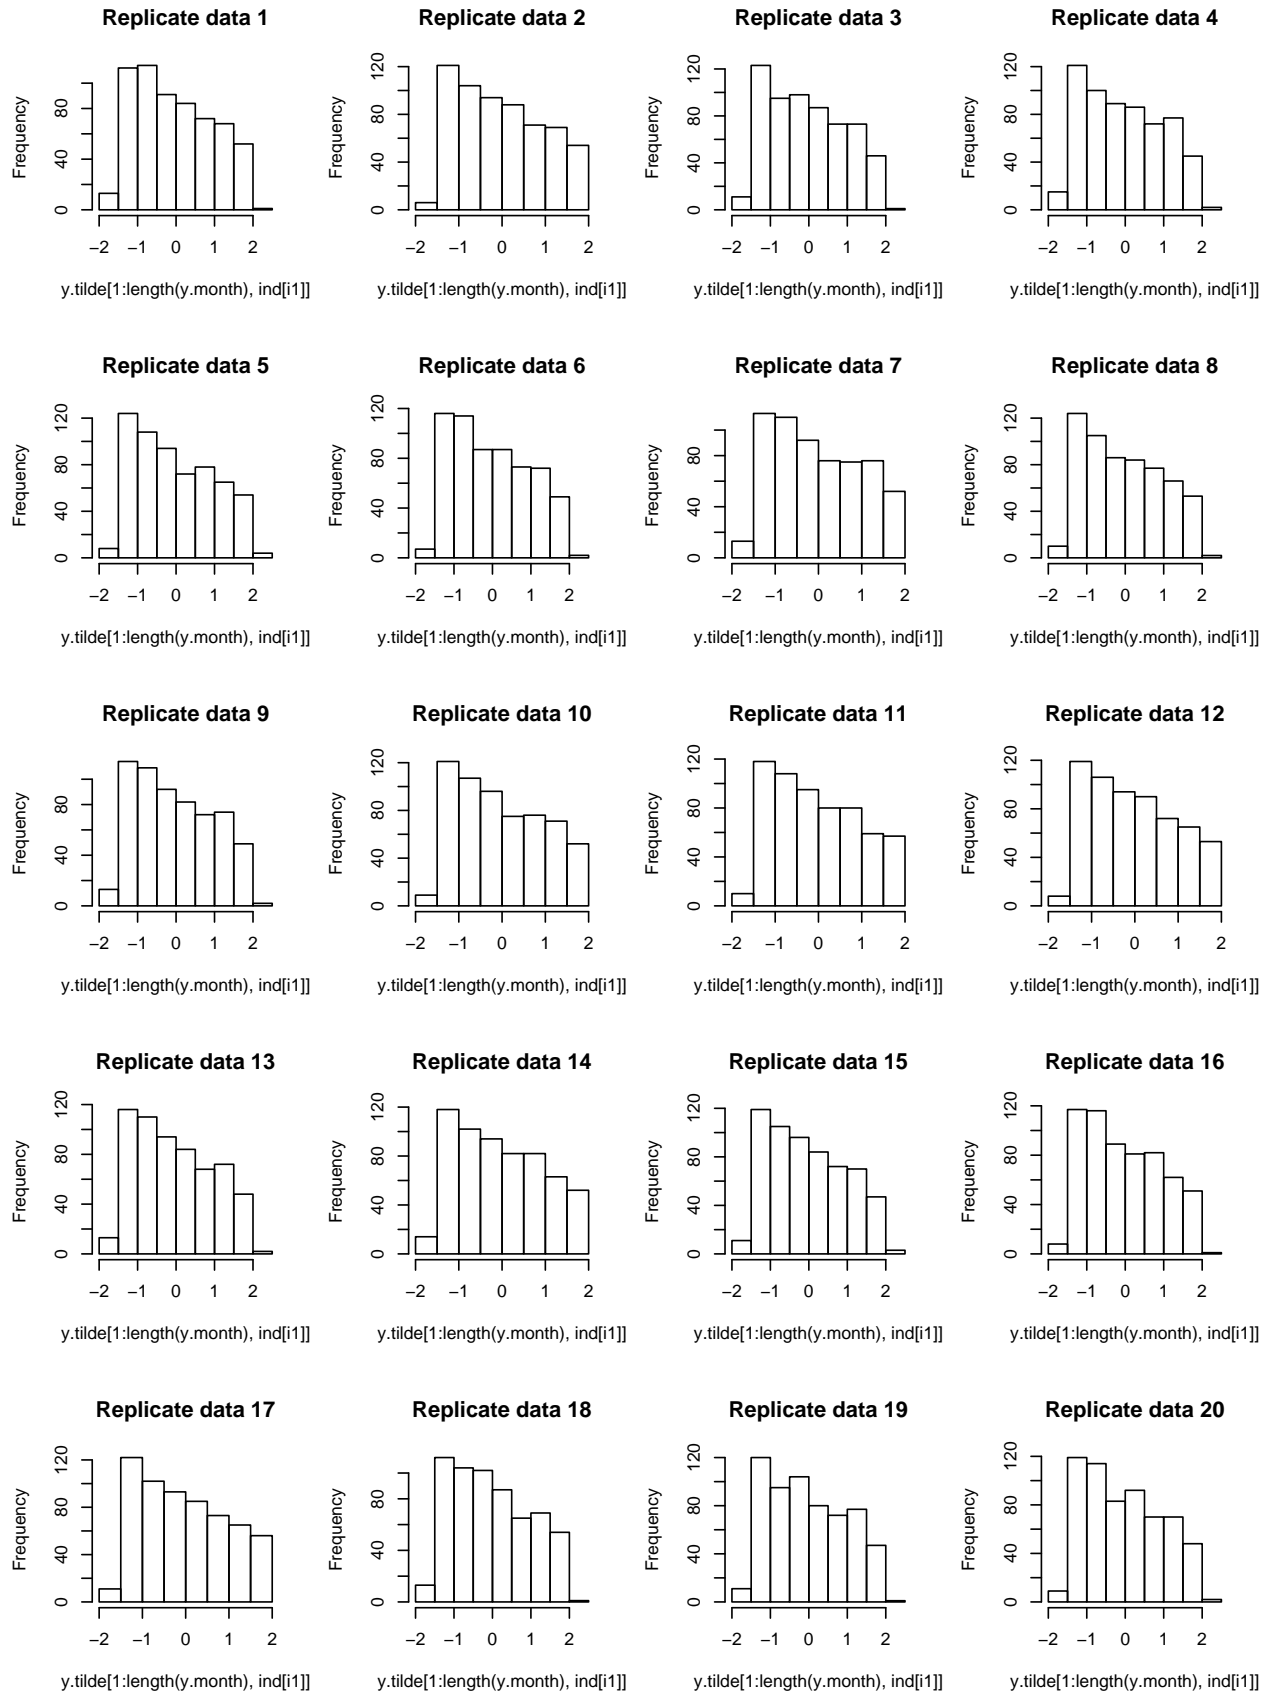 Replicate data 1
Frequency
80
40
0
−2 −1 0 1 2
y.tilde[1:length(y.month), ind[i1]]
Replicate data 2
Frequency
120
80
40
0
−2 −1 0 1 2
y.tilde[1:length(y.month), ind[i1]]
Replicate data 3
Frequency
120
80
40
0
−2 −1 0 1 2
y.tilde[1:length(y.month), ind[i1]]
Replicate data 4
Frequency
120
80
40
0
−2 −1 0 1 2
y.tilde[1:length(y.month), ind[i1]]
Replicate data 5
Frequency
120
80
40
0
−2 −1 0 1 2
y.tilde[1:length(y.month), ind[i1]]
Replicate data 6
Frequency
120
80
40
0
−2 −1 0 1 2
y.tilde[1:length(y.month), ind[i1]]
Replicate data 7
Frequency
80
40
0
−2 −1 0 1 2
y.tilde[1:length(y.month), ind[i1]]
Replicate data 8
Frequency
120
80
40
0
−2 −1 0 1 2
y.tilde[1:length(y.month), ind[i1]]
Replicate data 9
Frequency
80
40
0
−2 −1 0 1 2
y.tilde[1:length(y.month), ind[i1]]
Replicate data 10
Frequency
120
80
40
0
−2 −1 0 1 2
y.tilde[1:length(y.month), ind[i1]]
Replicate data 11
Frequency
120
80
40
0
−2 −1 0 1 2
y.tilde[1:length(y.month), ind[i1]]
Replicate data 12
Frequency
120
80
40
0
−2 −1 0 1 2
y.tilde[1:length(y.month), ind[i1]]
Replicate data 13
Frequency
120
80
40
0
−2 −1 0 1 2
y.tilde[1:length(y.month), ind[i1]]
Replicate data 14
Frequency
120
80
40
0
−2 −1 0 1 2
y.tilde[1:length(y.month), ind[i1]]
Replicate data 15
Frequency
120
80
40
0
−2 −1 0 1 2
y.tilde[1:length(y.month), ind[i1]]
Replicate data 16
Frequency
120
80
40
0
−2 −1 0 1 2
y.tilde[1:length(y.month), ind[i1]]
Replicate data 17
Frequency
120
80
40
0
−2 −1 0 1 2
y.tilde[1:length(y.month), ind[i1]]
Replicate data 18
Frequency
80
40
0
−2 −1 0 1 2
y.tilde[1:length(y.month), ind[i1]]
Replicate data 19
Frequency
120
80
40
0
−2 −1 0 1 2
y.tilde[1:length(y.month), ind[i1]]
Replicate data 20
Frequency
120
80
40
0
−2 −1 0 1 2
y.tilde[1:length(y.month), ind[i1]]